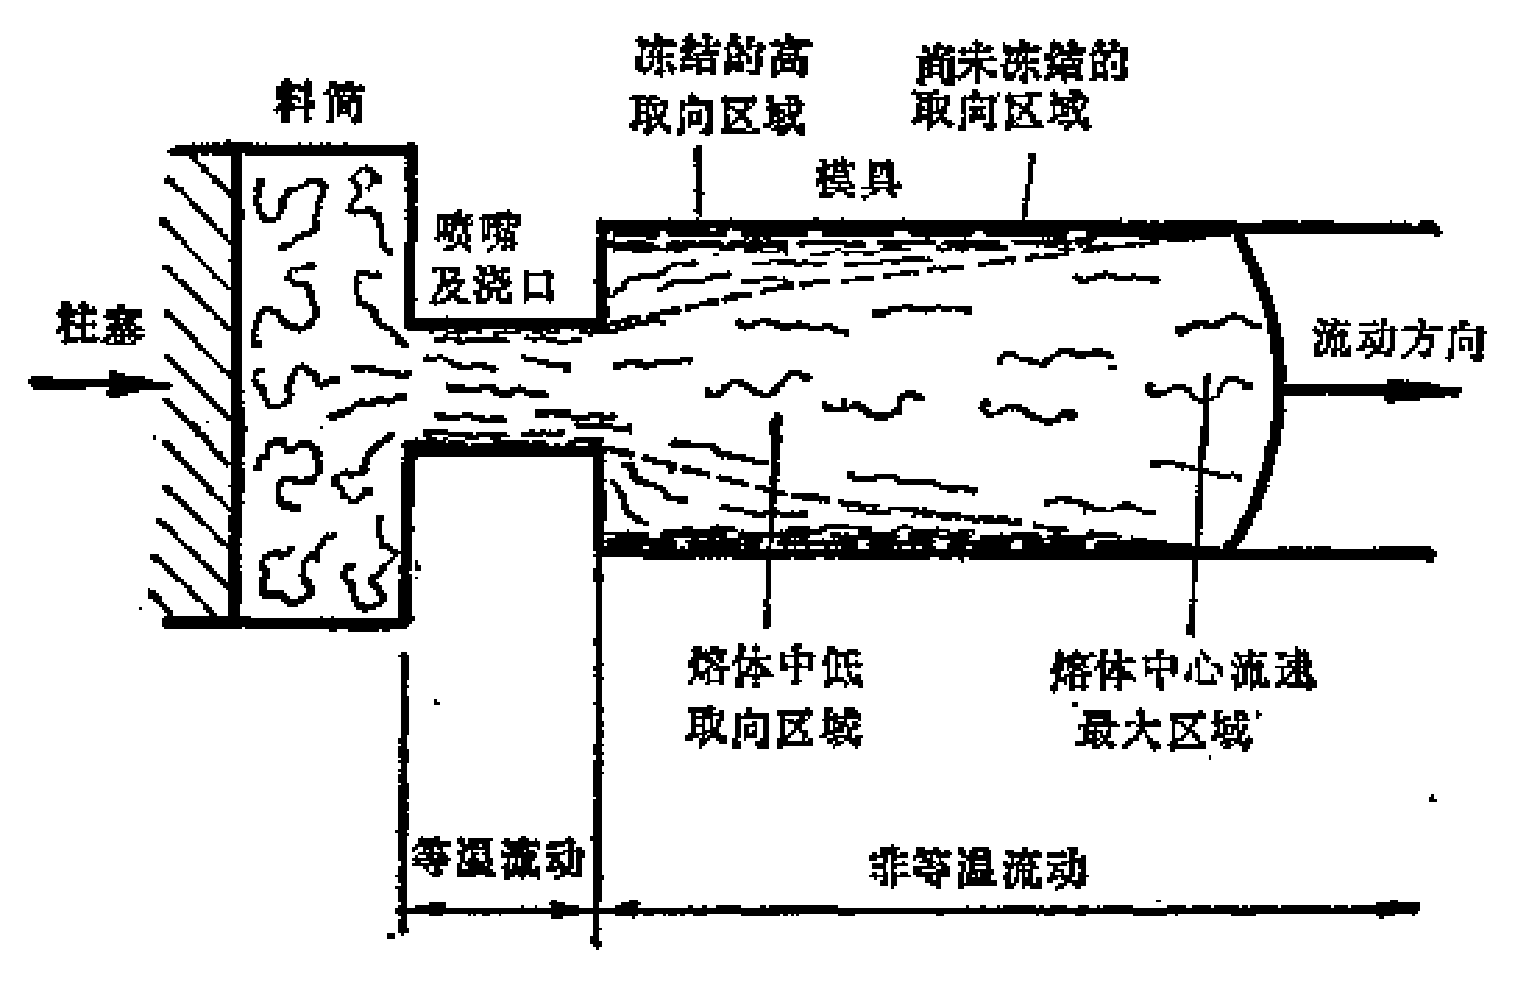 料筒
冻结的高
取向区域
尚未冻结的
取向区域
模具
喷嘴
及浇口
柱塞
流动方向
熔体中低
取向区域
熔体中心流速
最大区域
等温流动
非等温流动